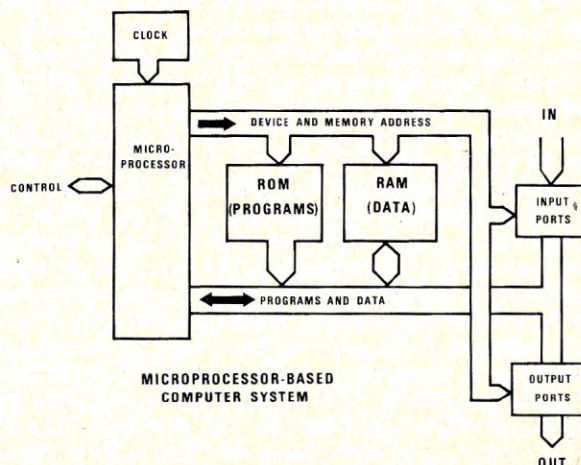 CLOCK
MICRO-
PROCESSOR
DEVICE AND MEMORY ADDRESS
IN
CONTROL
ROM
(PROGRAMS)
RAM
(DATA)
INPUT
PORTS
PROGRAMS AND DATA
MICROPROCESSOR-BASED
COMPUTER SYSTEM
OUTPUT
PORTS
OUT